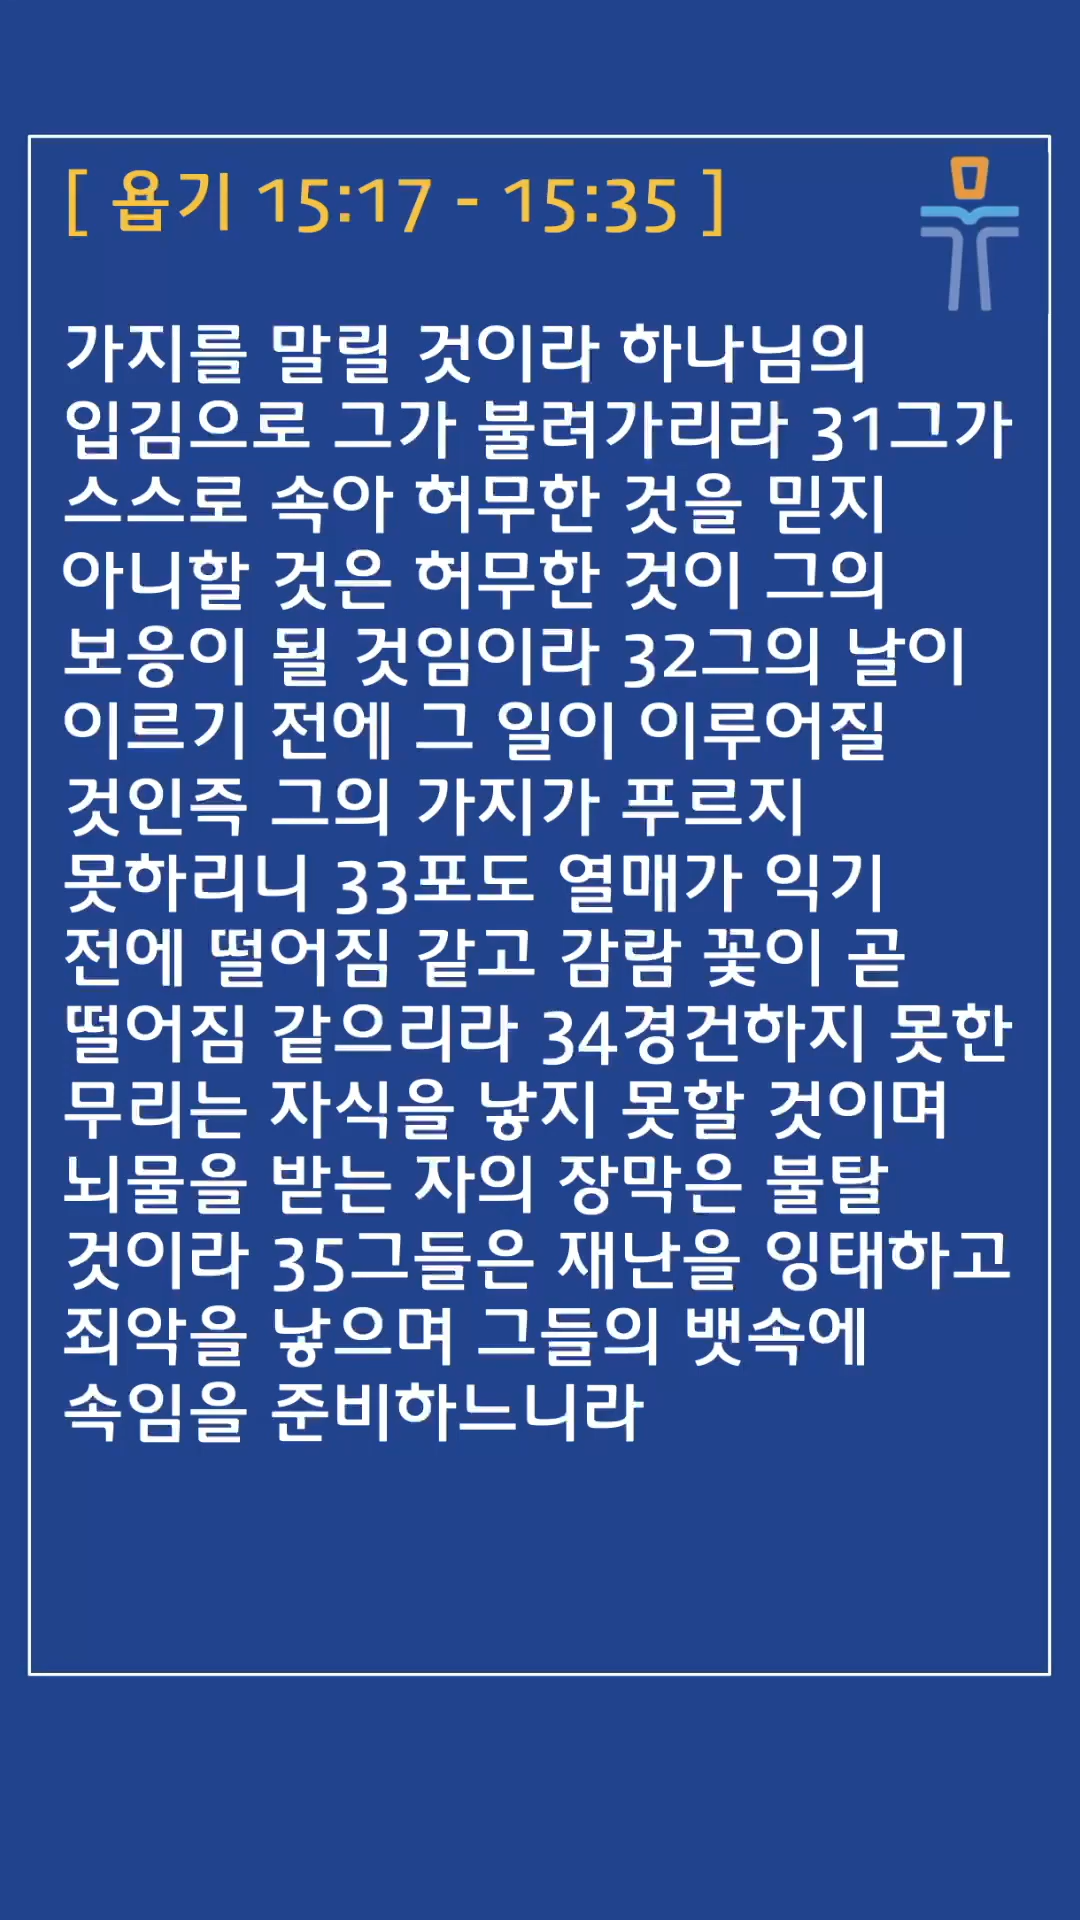 [ 욥기 15:17 - 15:35 ]
가지를 말릴 것이라 하나님의
입김으로 그가 불려가리라 31그가
스스로 속아 허무한 것을 믿지
아니할 것은 허무한 것이 그의
보응이 될 것임이라 32그의 날이
이르기 전에 그 일이 이루어질
것인즉 그의 가지가 푸르지
못하리니 33포도 열매가 익기
전에 떨어짐 같고 감람 꽃이 곧
떨어짐 같으리라 34경건하지 못한
무리는 자식을 낳지 못할 것이며
뇌물을 받는 자의 장막은 불탈
것이라 35그들은 재난을 잉태하고
죄악을 낳으며 그들의 뱃속에
속임을 준비하느니라